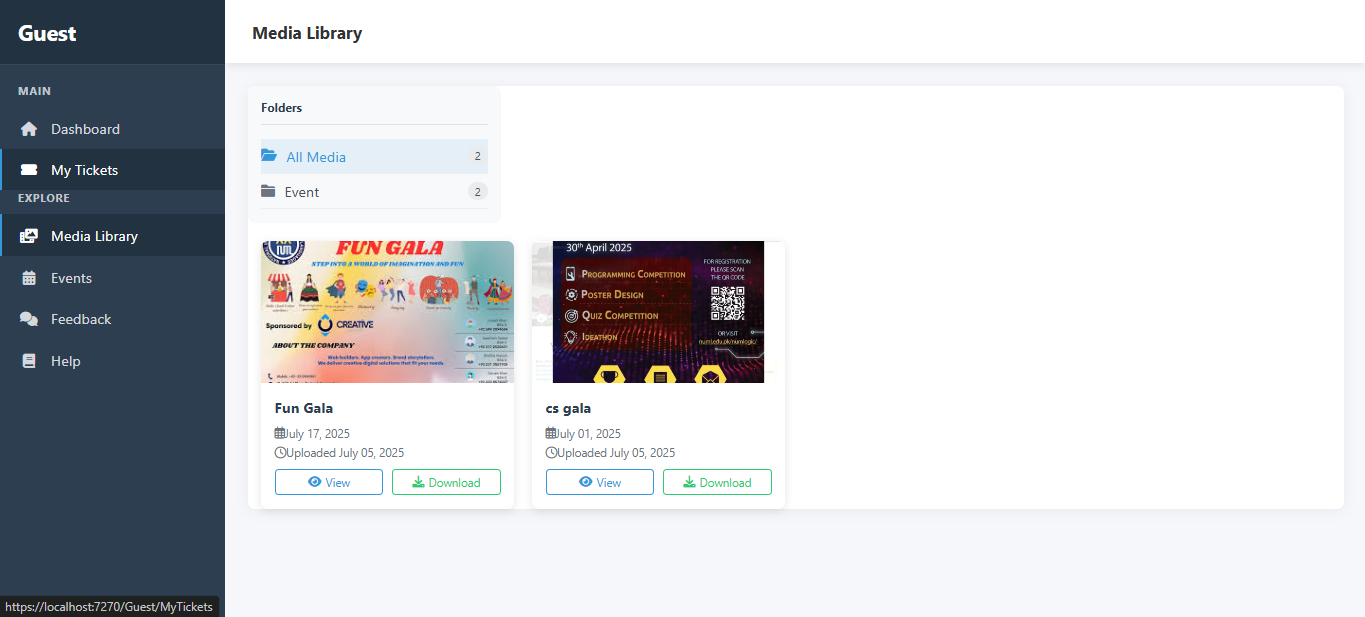 Guest
Media Library
MAIN
Dashboard
My Tickets
EXPLORE
Media Library
Events
Feedback
Help
Folders
All Media 2
Event 2
FUN GALA
STEP INTO A WORLD OF IMAGINATION AND FUN
Sponsored by CREATIVE
ABOUT THE COMPANY
Web builders. App creators. Brand storytellers.
We deliver creative digital solutions that fit your needs.
Fun Gala
July 17, 2025
Uploaded July 05, 2025
View
Download
30th April 2025
PROGRAMMING COMPETITION
POSTER DESIGN
QUIZ COMPETITION
IDEATHON
FOR REGISTRATION
PLEASE SCAN
THE QR CODE
OR VISIT
cs gala
July 01, 2025
Uploaded July 05, 2025
View
Download
https://localhost:7270/Guest/MyTickets